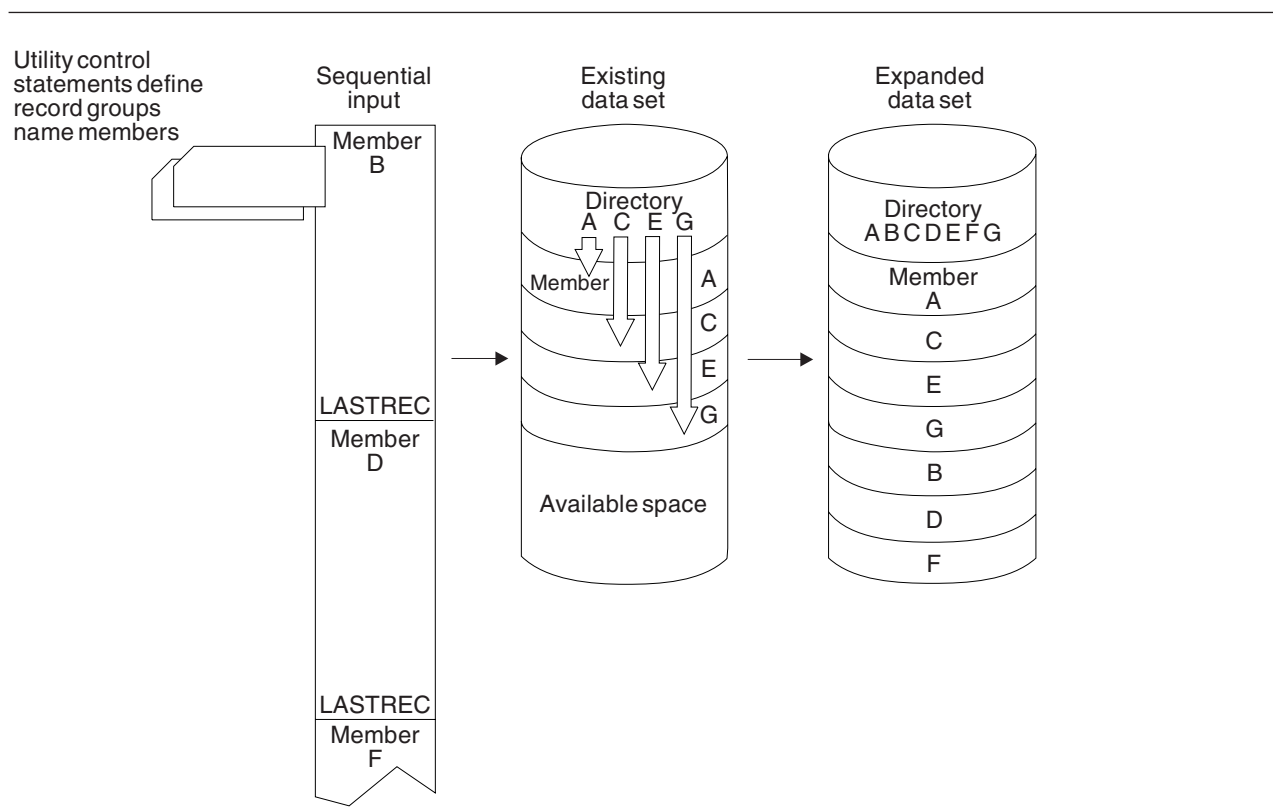 Utility control
statements define
record groups
name members
Sequential
input
Member
B
LASTREC
Member
D
LASTREC
Member
F
Existing
data set
Directory
A C E G
Member A
C
E
G
Available space
Expanded
data set
Directory
A B C D E F G
Member
A
C
E
G
B
D
F